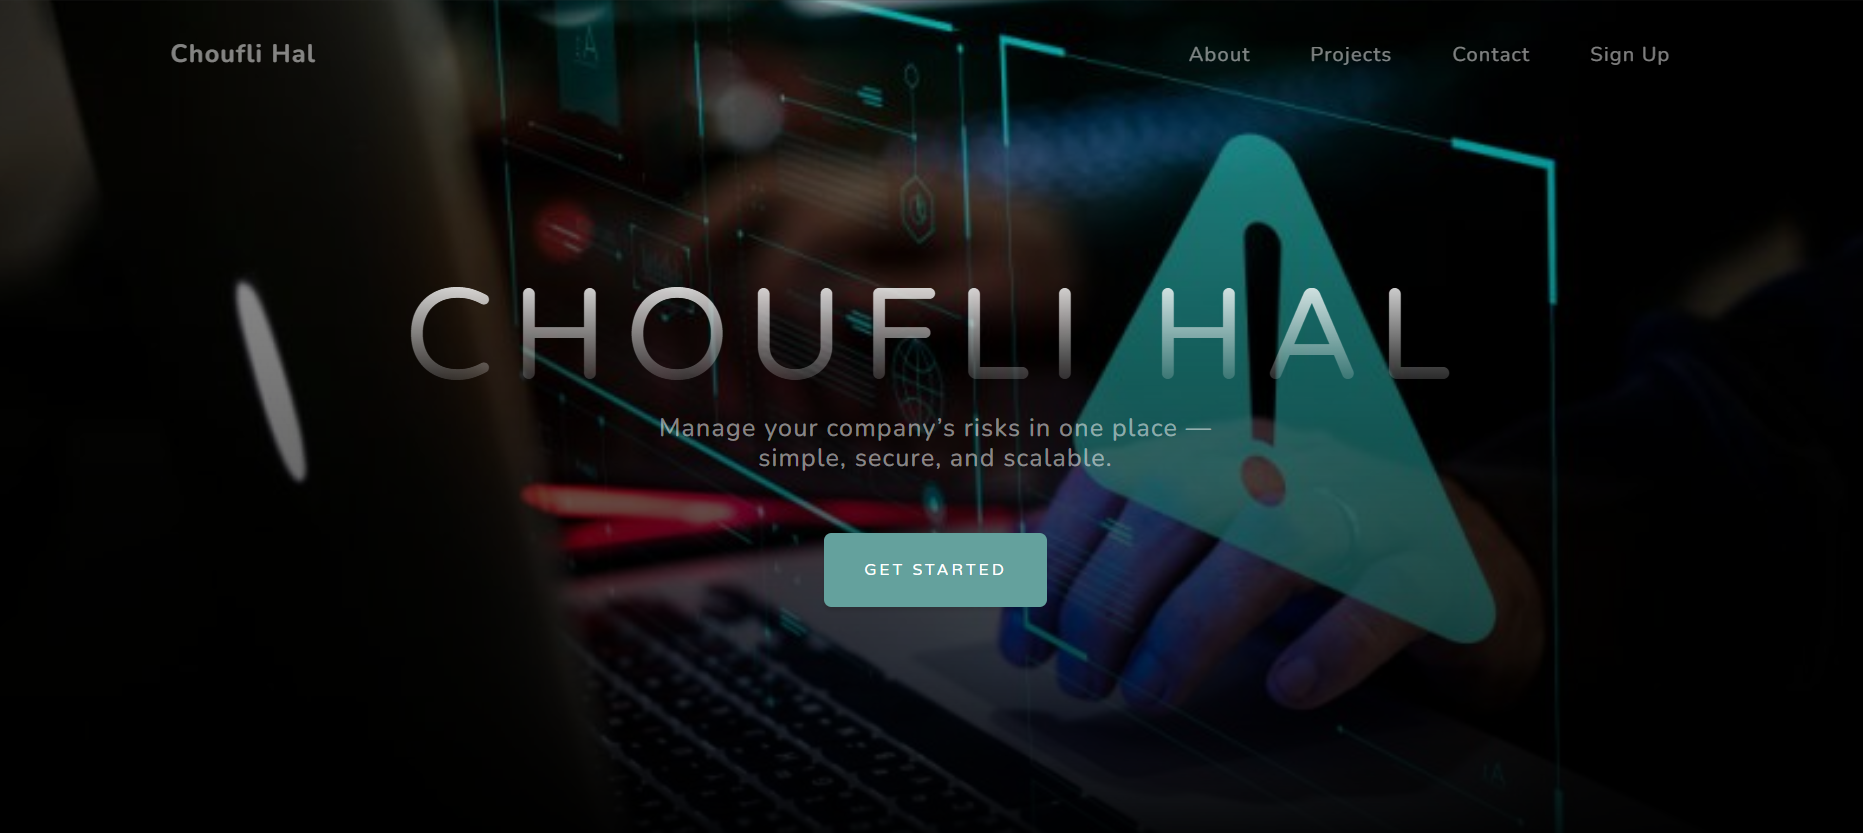 Choufli Hal
About Projects Contact Sign Up
CHOUFLI HAL
Manage your company’s risks in one place —
simple, secure, and scalable.
GET STARTED